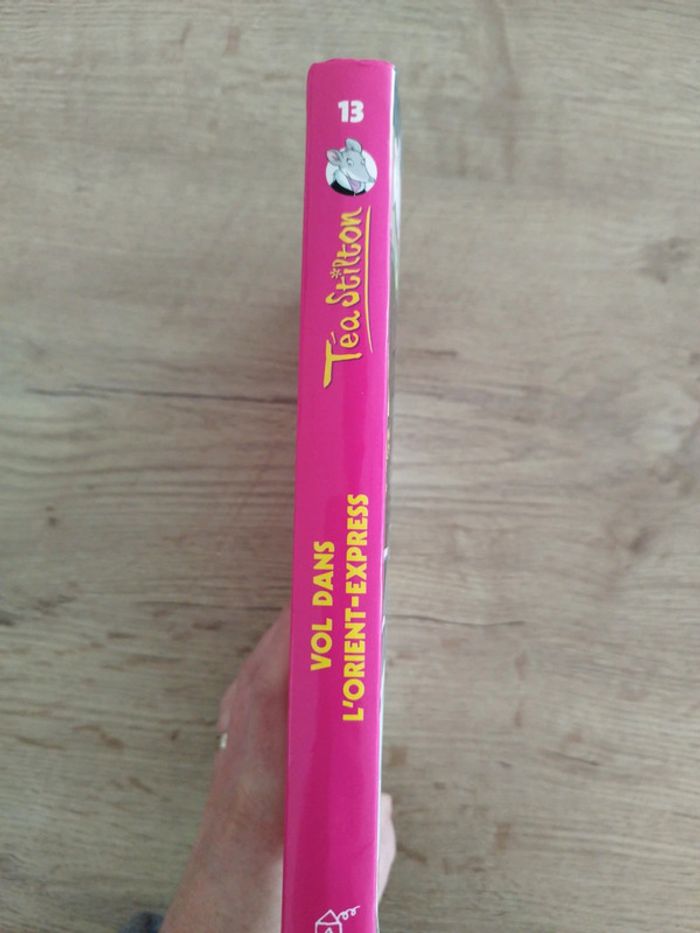 13
Téa Stilton
VOL DANS
L'ORIENT-EXPRESS